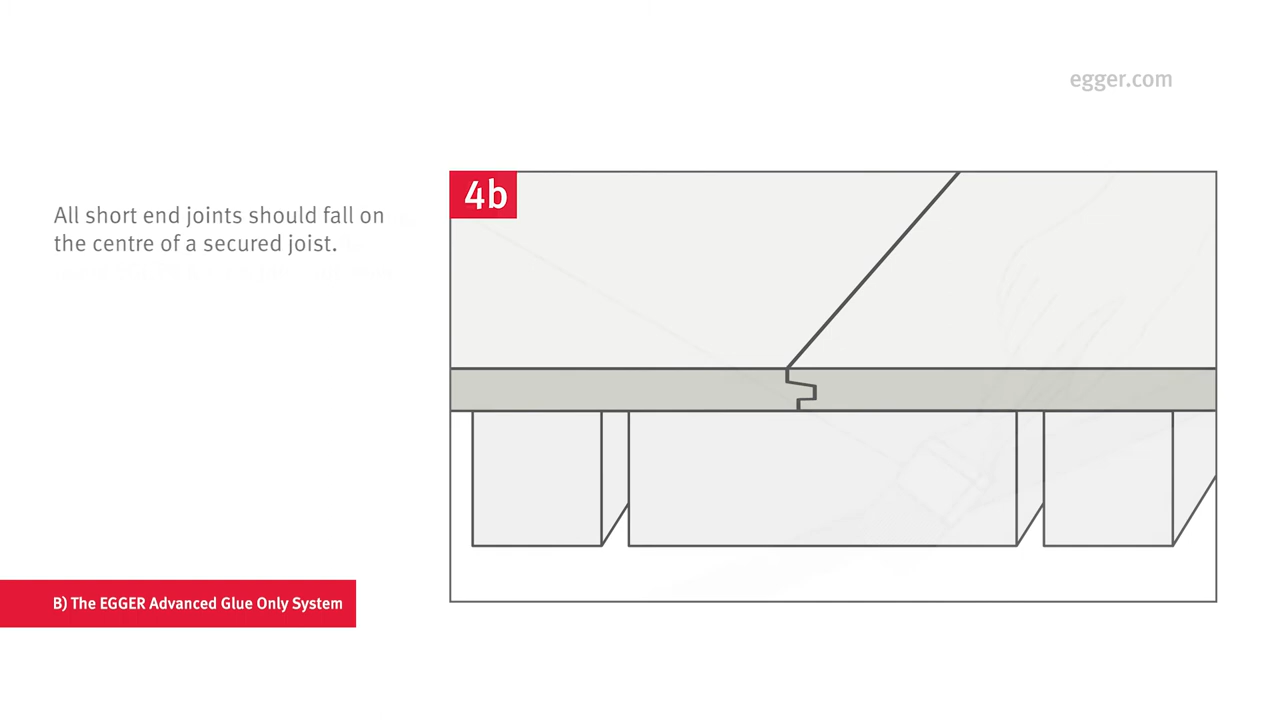 egger.com
4b
All short end joints should fall on
the centre of a secured joist.
B) The EGGER Advanced Glue Only System